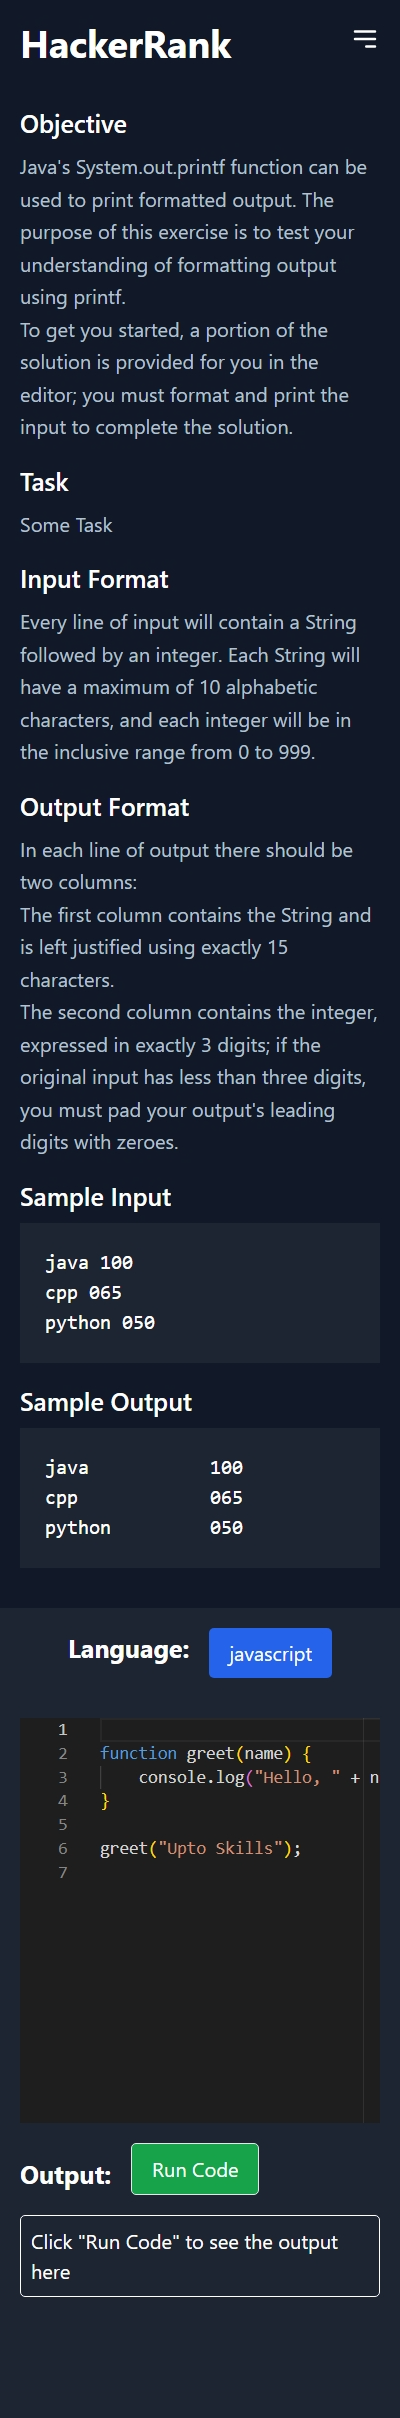 HackerRank
Objective
Java's System.out.printf function can be
used to print formatted output. The
purpose of this exercise is to test your
understanding of formatting output
using printf.
To get you started, a portion of the
solution is provided for you in the
editor; you must format and print the
input to complete the solution.
Task
Some Task
Input Format
Every line of input will contain a String
followed by an integer. Each String will
have a maximum of 10 alphabetic
characters, and each integer will be in
the inclusive range from 0 to 999.
Output Format
In each line of output there should be
two columns:
The first column contains the String and
is left justified using exactly 15
characters.
The second column contains the integer,
expressed in exactly 3 digits; if the
original input has less than three digits,
you must pad your output's leading
digits with zeroes.
Sample Input
java 100
cpp 065
python 050
Sample Output
java           100
cpp            065
python         050
Language: javascript
1
2 function greet(name) {
3     console.log("Hello, " + n
4 }
5
6 greet("Upto Skills");
7
Output: Run Code
Click "Run Code" to see the output
here